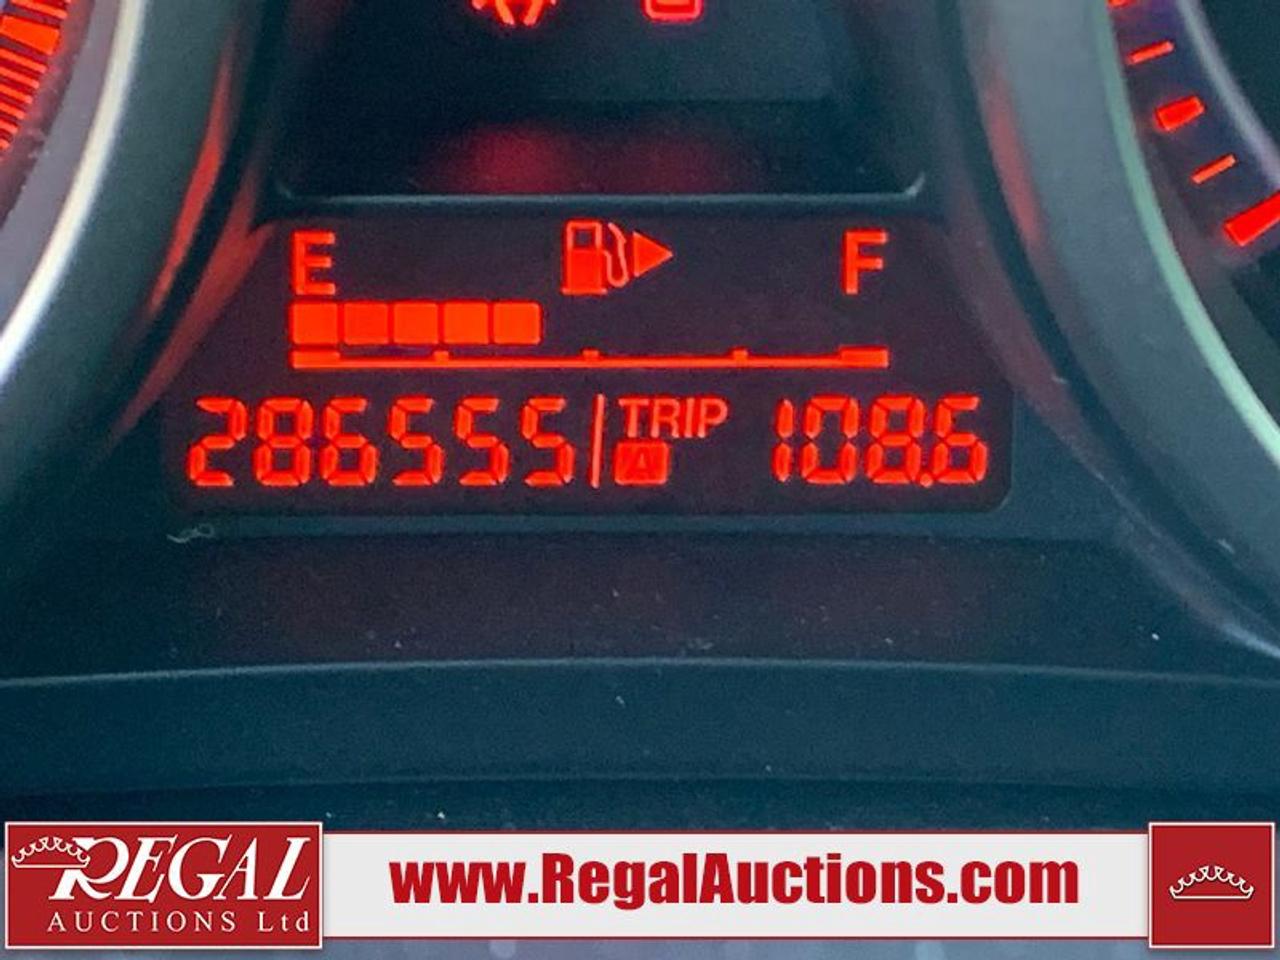 E F
286555 TRIP A 108.6
REGAL
AUCTIONS Ltd
www.RegalAuctions.com